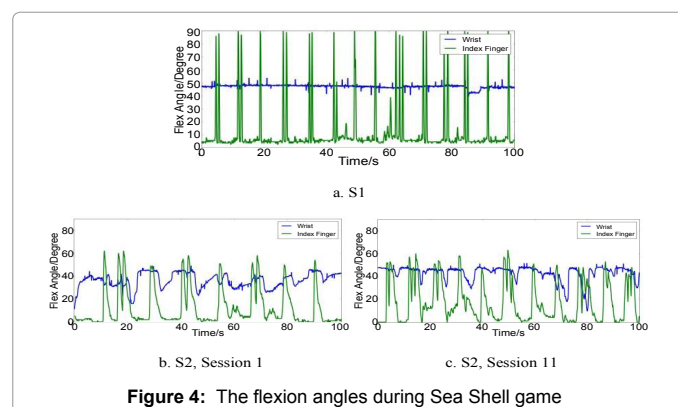 90
80
70
60
50
40
30
20
10
0
Flex Angle/Degree
Wrist
Index Finger
0 20 40 60 80 100
Time/s
a. S1
80
60
40
20
0
Flex Angle/Degree
Wrist
Index Finger
0 20 40 60 80 100
Time/s
b. S2, Session 1
80
60
40
20
0
Flex Angle/Degree
Wrist
Index Finger
0 20 40 60 80 100
Time/s
c. S2, Session 11
Figure 4: The flexion angles during Sea Shell game